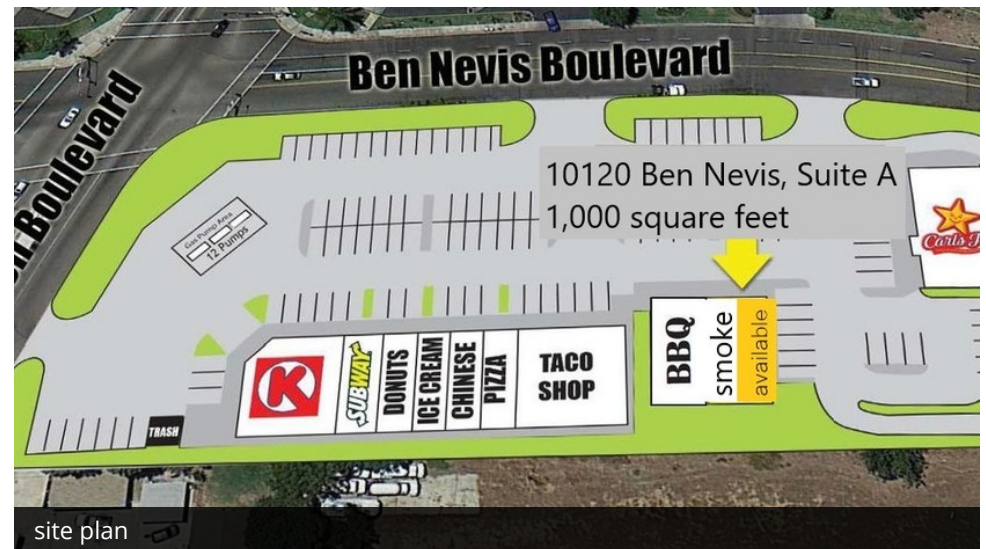 Ben Nevis Boulevard
Boulevard
10120 Ben Nevis, Suite A
1,000 square feet
Gas Pump Area
12 Pumps
Carls
K
SUBWAY
DONUTS
ICE CREAM
CHINESE
PIZZA
TACO
SHOP
BBQ
smoke
available
TRASH
site plan